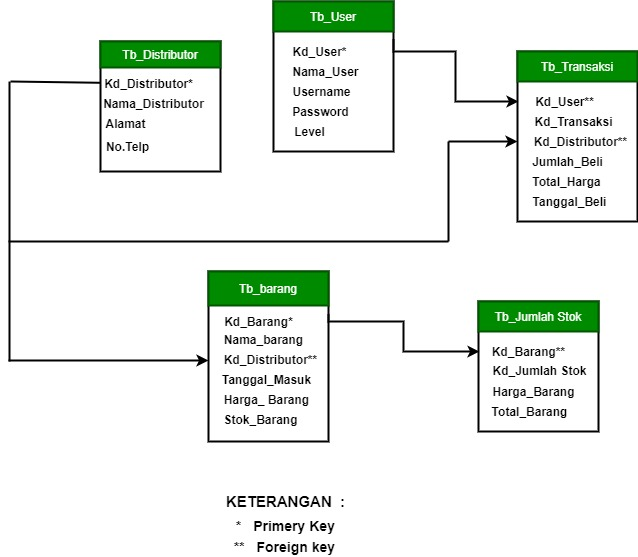 Tb_User
Kd_User*
Nama_User
Username
Password
Level
Tb_Distributor
Kd_Distributor*
Nama_Distributor
Alamat
No.Telp
Tb_Transaksi
Kd_User**
Kd_Transaksi
Kd_Distributor**
Jumlah_Beli
Total_Harga
Tanggal_Beli
Tb_barang
Kd_Barang*
Nama_barang
Kd_Distributor**
Tanggal_Masuk
Harga_ Barang
Stok_Barang
Tb_Jumlah Stok
Kd_Barang**
Kd_Jumlah Stok
Harga_Barang
Total_Barang
KETERANGAN :
* Primery Key
** Foreign key